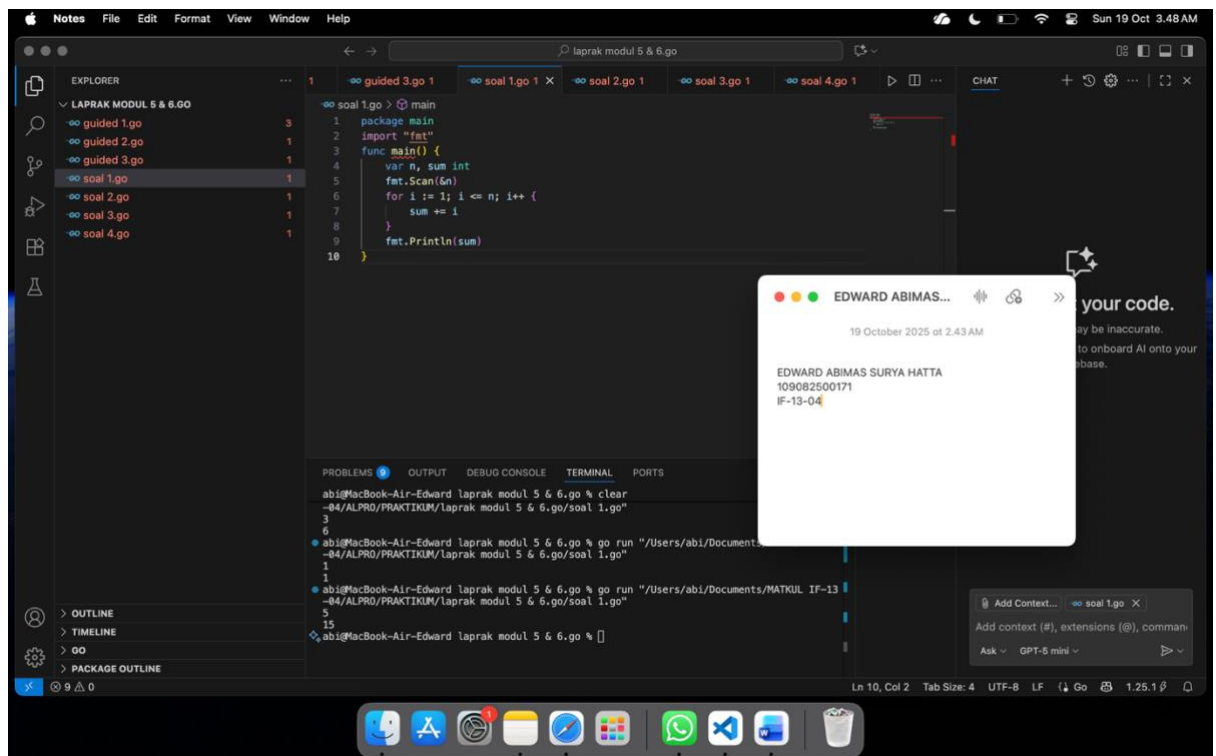 Notes File Edit Format View Window Help Sun 19 Oct 3.48 AM
laprak modul 5 & 6.go
EXPLORER
LAPRAK MODUL 5 & 6.GO
guided 1.go 3
guided 2.go 1
guided 3.go 1
soal 1.go 1
soal 2.go 1
soal 3.go 1
soal 4.go 1
OUTLINE
TIMELINE
GO
PACKAGE OUTLINE
1 guided 3.go 1 soal 1.go 1 soal 2.go 1 soal 3.go 1 soal 4.go 1
soal 1.go > main
1 package main
2 import "fmt"
3 func main() {
4 var n, sum int
5 fmt.Scan(&n)
6 for i := 1; i <= n; i++ {
7 sum += i
8 }
9 fmt.Println(sum)
10 }
PROBLEMS 9 OUTPUT DEBUG CONSOLE TERMINAL PORTS
abi@MacBook-Air-Edward laprak modul 5 & 6.go % clear
-04/ALPRO/PRAKTIKUM/laprak modul 5 & 6.go/soal 1.go"
3
6
abi@MacBook-Air-Edward laprak modul 5 & 6.go % go run "/Users/abi/Document
-04/ALPRO/PRAKTIKUM/laprak modul 5 & 6.go/soal 1.go"
1
1
abi@MacBook-Air-Edward laprak modul 5 & 6.go % go run "/Users/abi/Documents/MATKUL IF-13
-04/ALPRO/PRAKTIKUM/laprak modul 5 & 6.go/soal 1.go"
5
15
abi@MacBook-Air-Edward laprak modul 5 & 6.go %
EDWARD ABIMAS...
19 October 2025 at 2.43 AM
EDWARD ABIMAS SURYA HATTA
109082500171
IF-13-04
CHAT
your code.
ay be inaccurate.
to onboard AI onto your
ebase.
Add Context... soal 1.go
Add context (#), extensions (@), comman
Ask GPT-5 mini
9 0
Ln 10, Col 2 Tab Size: 4 UTF-8 LF Go 1.25.1
1